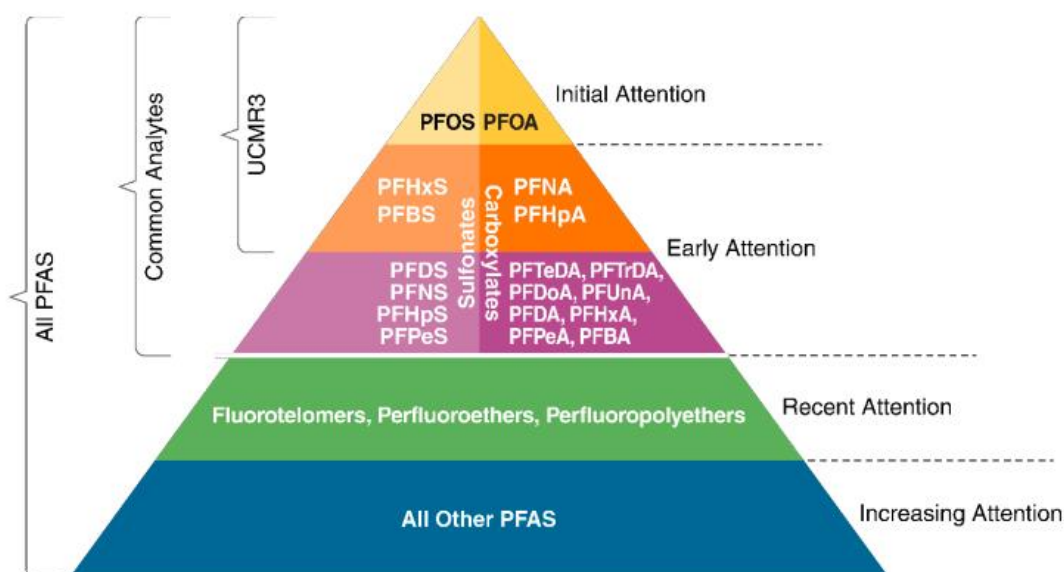 All PFAS
Common Analytes
UCMR3
PFOS PFOA
Initial Attention
Sulfonates
Carboxylates
PFHxS
PFBS
PFNA
PFHpA
Early Attention
PFDS
PFNS
PFHpS
PFPeS
PFTeDA, PFTrDA,
PFDoA, PFUnA,
PFDA, PFHxA,
PFPeA, PFBA
Fluorotelomers, Perfluoroethers, Perfluoropolyethers
Recent Attention
All Other PFAS
Increasing Attention